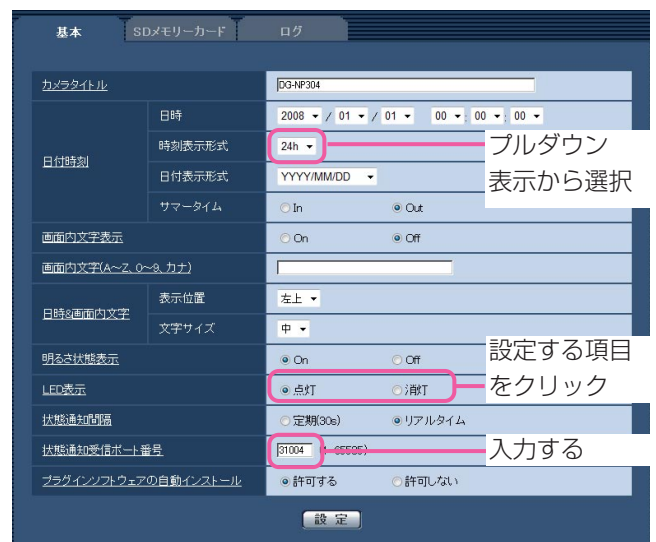 基本 SDメモリーカード ログ
カメラタイトル DG-NP304
日付時刻 日時 2008 / 01 / 01 00 : 00 : 00
時刻表示形式 24h
プルダウン
表示から選択
日付表示形式 YYYY/MM/DD
サマータイム In Out
画面内文字表示 On Off
画面内文字(A～Z, 0～9, カナ)
日時&画面内文字 表示位置 左上
文字サイズ 中
明るさ状態表示 On Off
設定する項目
をクリック
LED表示 点灯 消灯
状態通知間隔 定期(30s) リアルタイム
状態通知受信ポート番号 31004 65535)
入力する
プラグインソフトウェアの自動インストール 許可する 許可しない
設 定